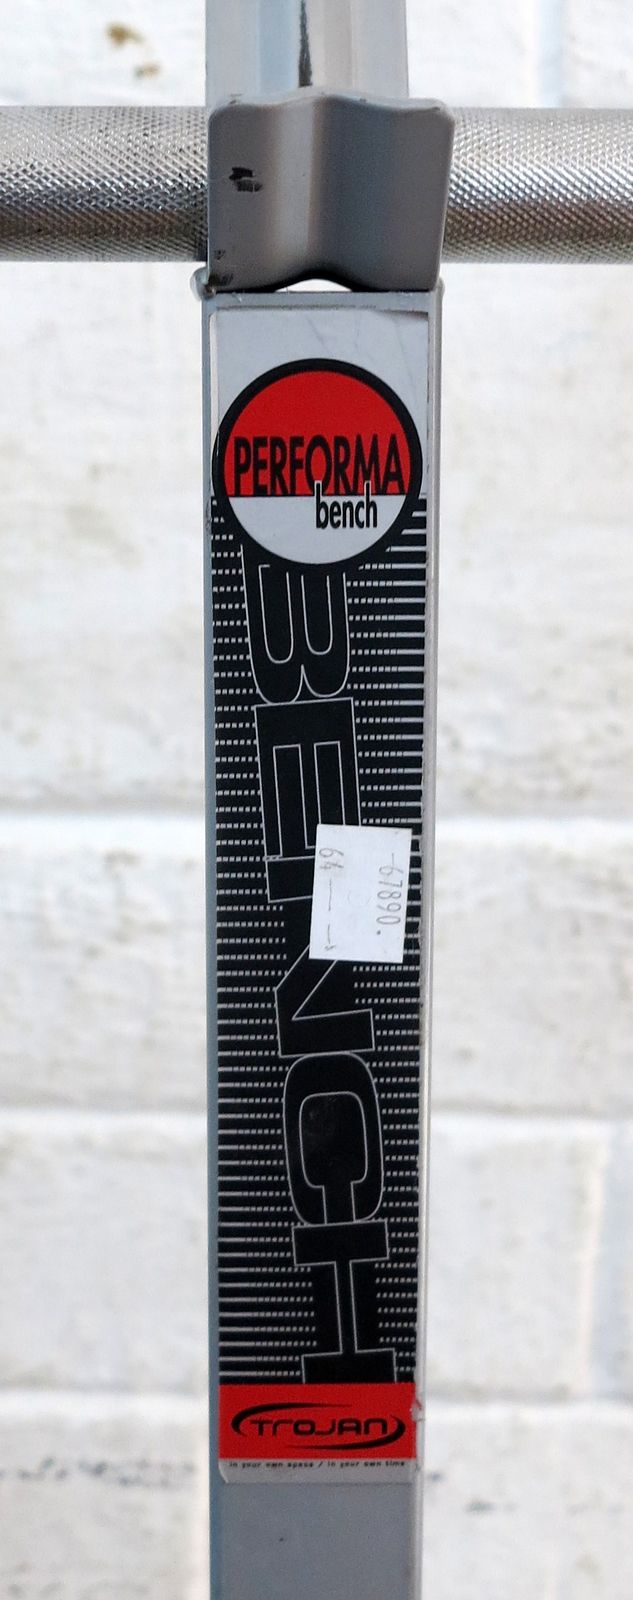 PERFORMA
bench
BENCH
67890.
64
TROJAN
in your own space / in your own time